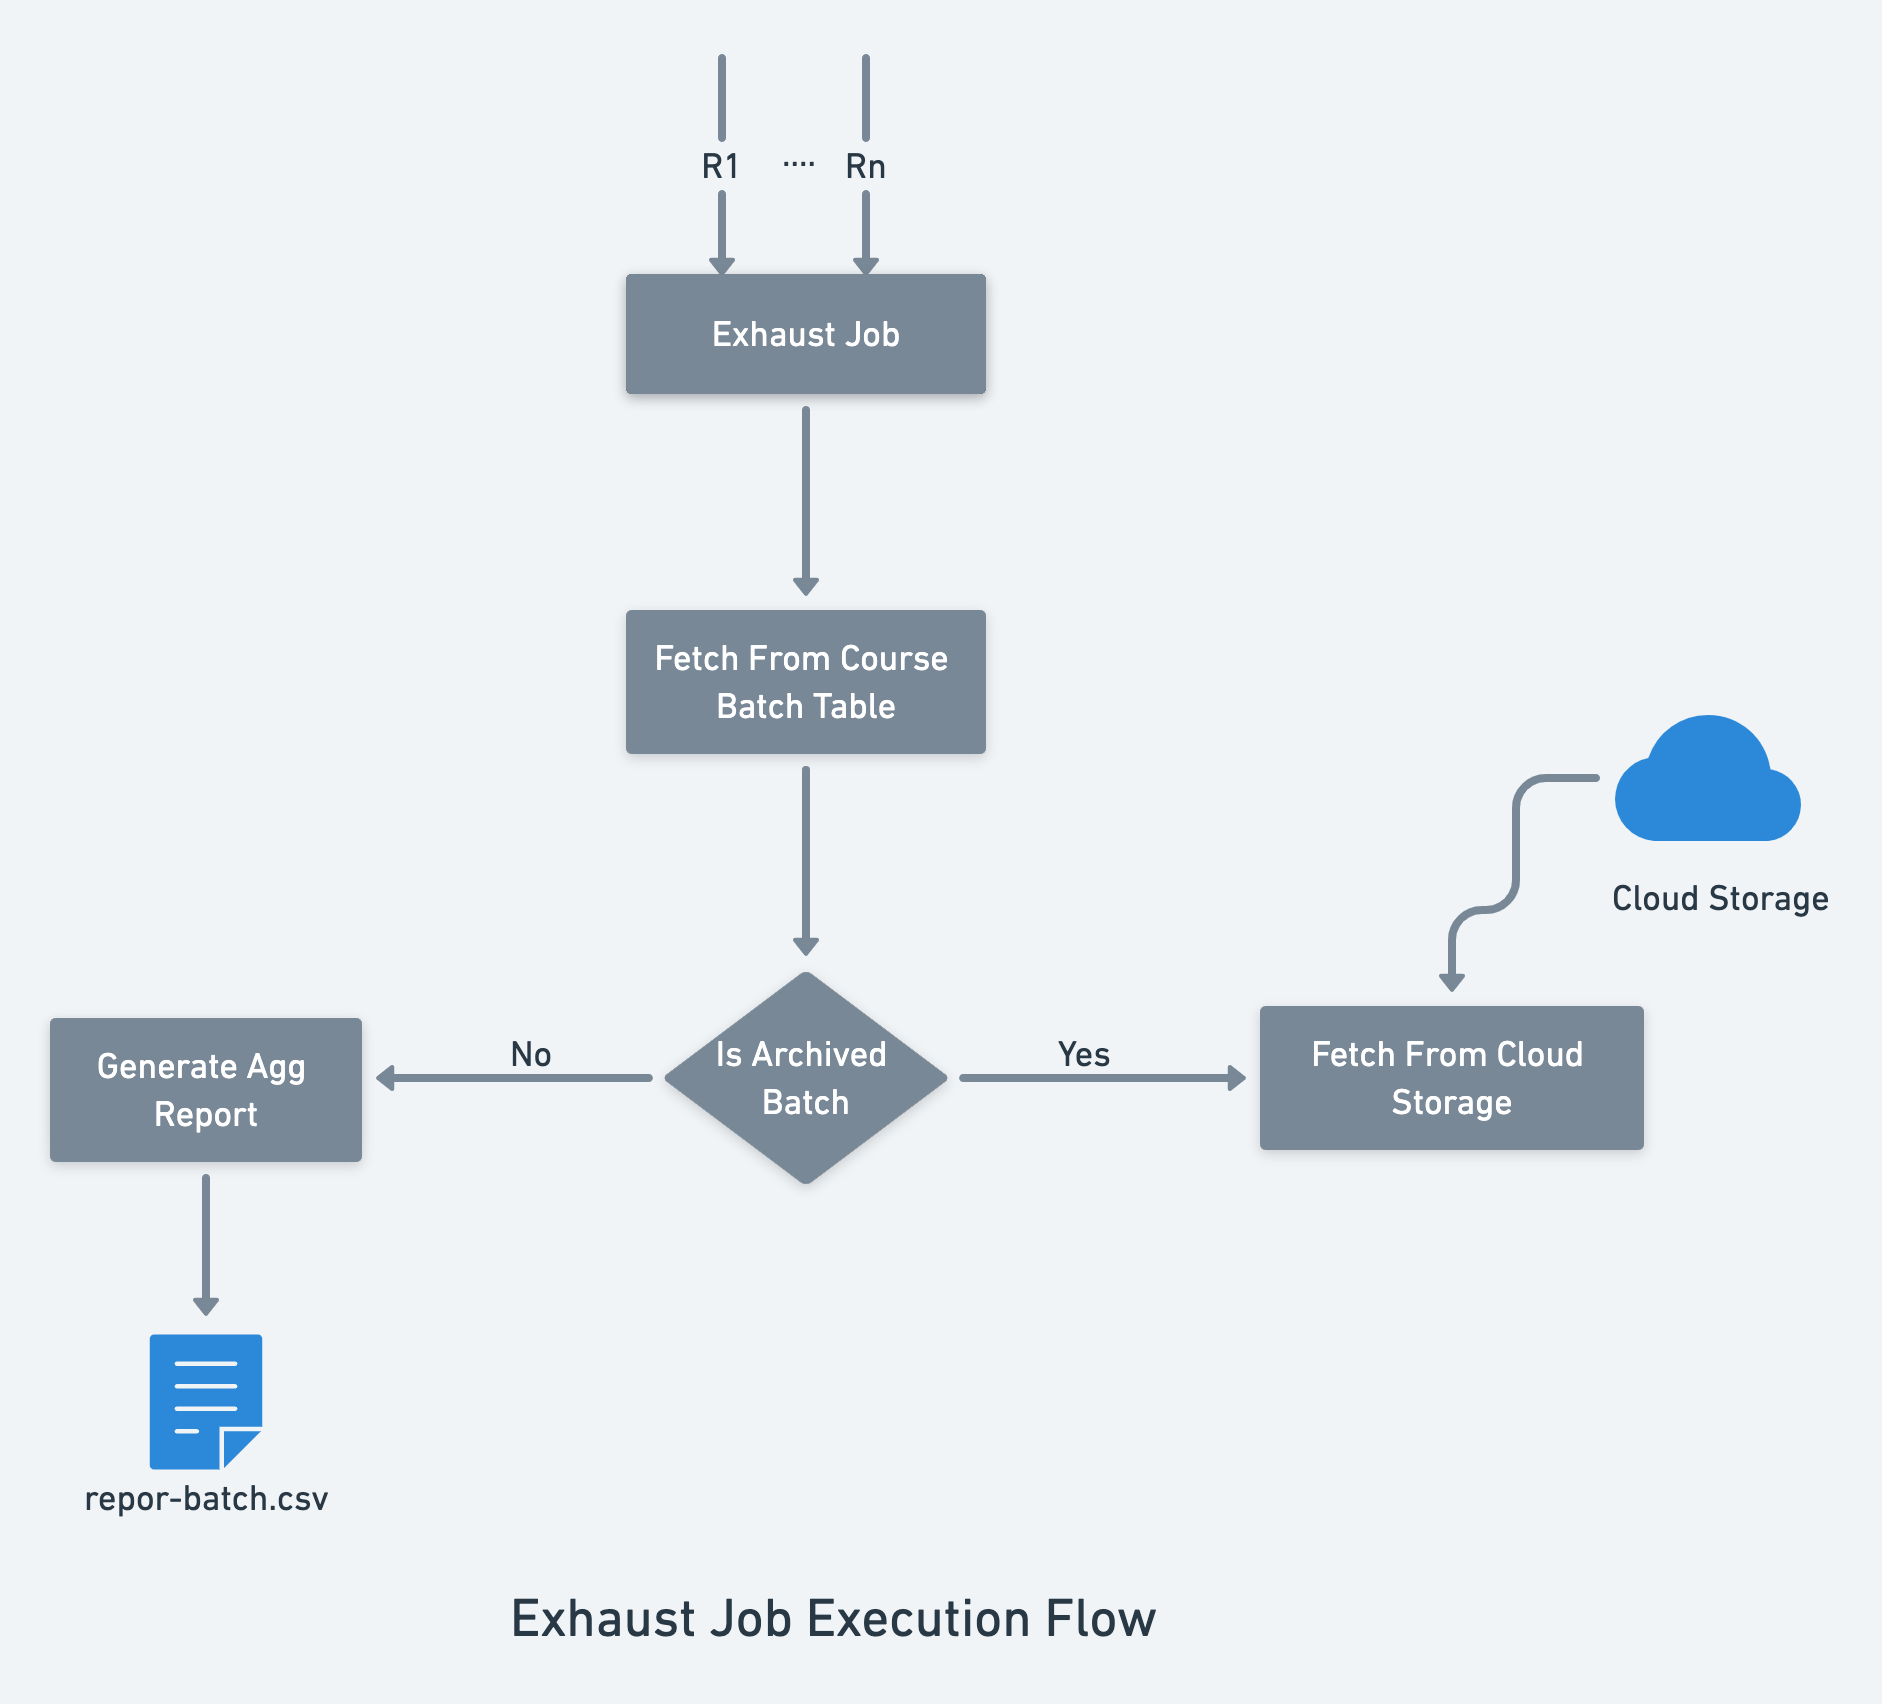 R1 .... Rn
Exhaust Job
Fetch From Course
Batch Table
Cloud Storage
Generate Agg
Report
No
Is Archived
Batch
Yes
Fetch From Cloud
Storage
repor-batch.csv
Exhaust Job Execution Flow